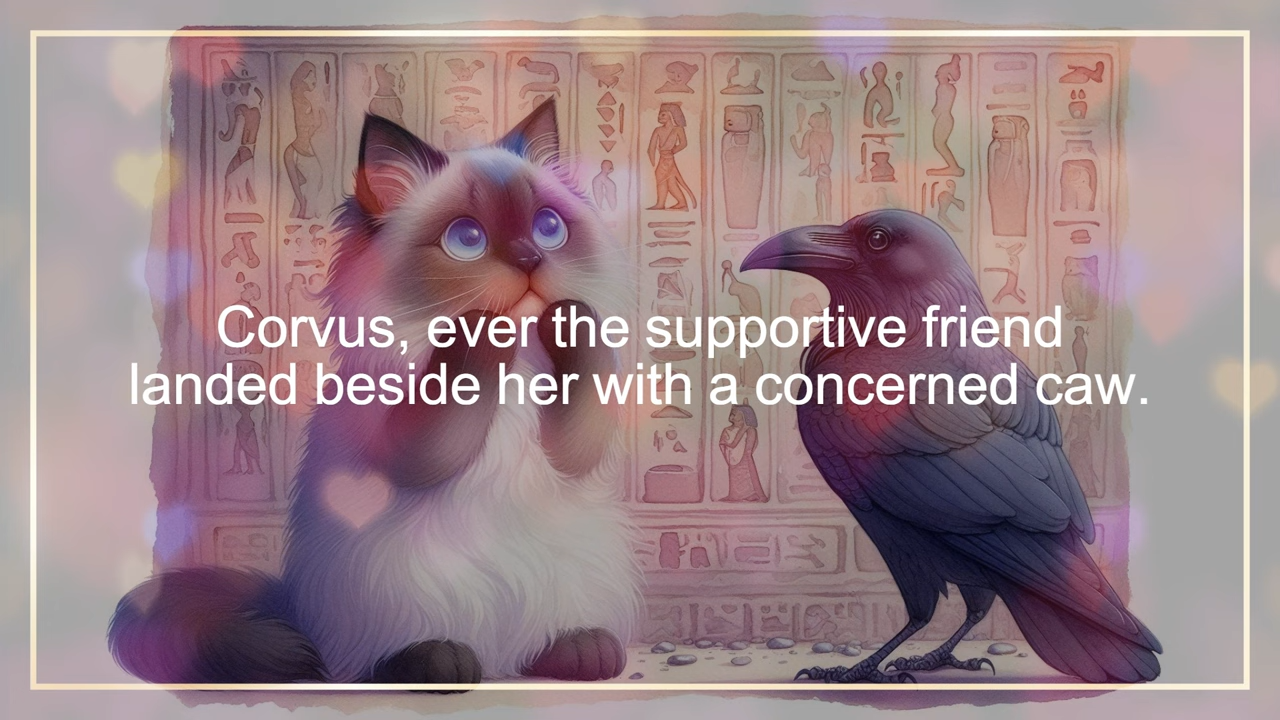 Corvus, ever the supportive friend
landed beside her with a concerned caw.